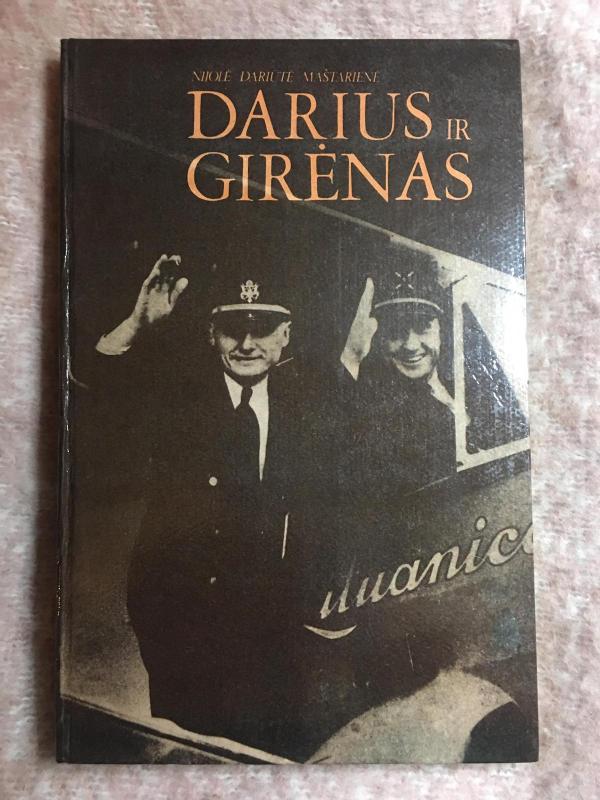 NIJOLĖ DARIŪTĖ MAŠTARIENĖ
DARIUS IR
GIRĖNAS
uanica